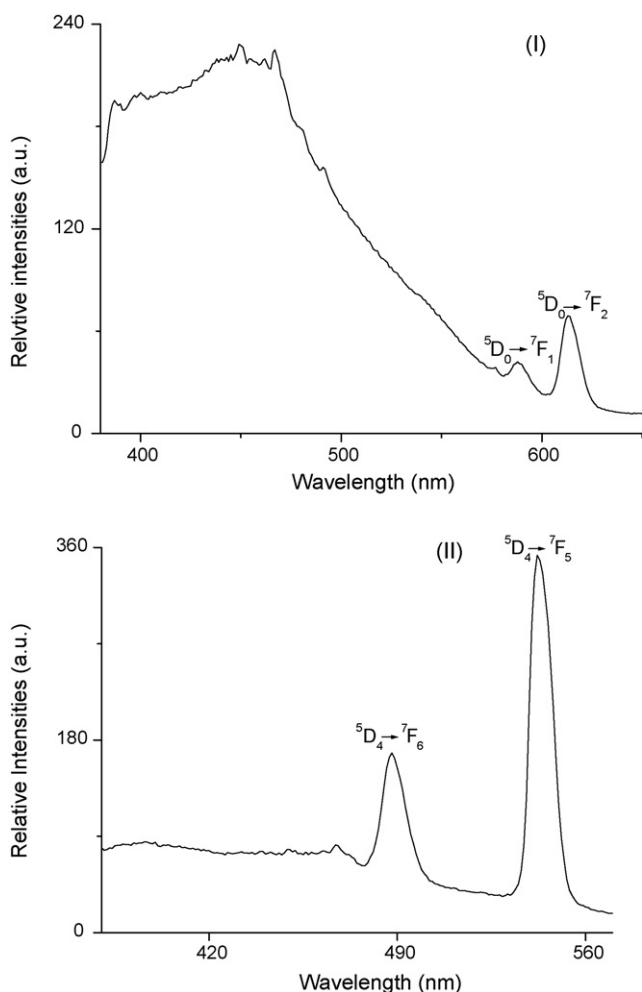 240
(I)
Relvtive intensities (a.u.)
120
⁵D₀→⁷F₂
⁵D₀→⁷F₁
0
400 500 600
Wavelength (nm)
360
(II)
⁵D₄→⁷F₅
Relative Intensities (a.u.)
180
⁵D₄→⁷F₆
0
420 490 560
Wavelength (nm)